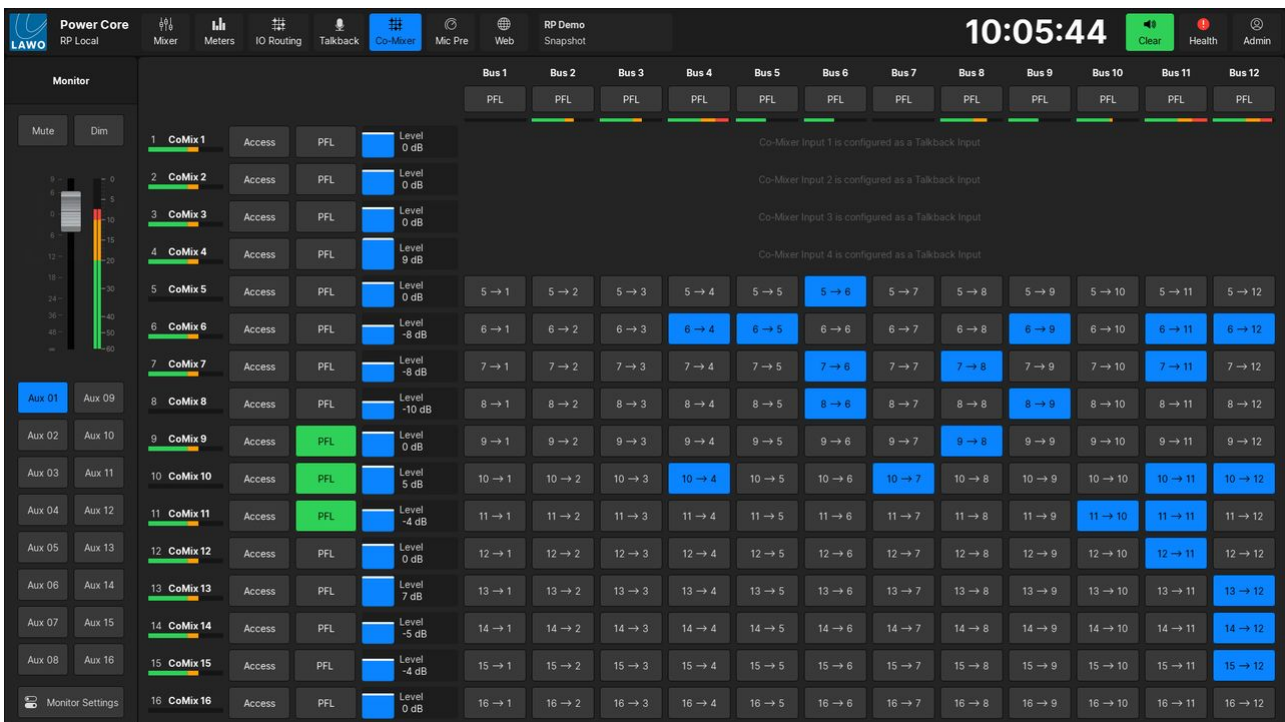 LAWO Power Core RP Local Mixer Meters IO Routing Talkback Co-Mixer Mic Pre Web RP Demo Snapshot 10:05:44 Clear Health Admin
Monitor
Bus 1 Bus 2 Bus 3 Bus 4 Bus 5 Bus 6 Bus 7 Bus 8 Bus 9 Bus 10 Bus 11 Bus 12
PFL PFL PFL PFL PFL PFL PFL PFL PFL PFL PFL PFL
Mute Dim
9 0
6 5
0 10
6 15
12 20
18
24 30
36 40
48 50
∞ 60
Aux 01 Aux 09
Aux 02 Aux 10
Aux 03 Aux 11
Aux 04 Aux 12
Aux 05 Aux 13
Aux 06 Aux 14
Aux 07 Aux 15
Aux 08 Aux 16
Monitor Settings
1 CoMix 1 Access PFL Level 0 dB Co-Mixer Input 1 is configured as a Talkback Input
2 CoMix 2 Access PFL Level 0 dB Co-Mixer Input 2 is configured as a Talkback Input
3 CoMix 3 Access PFL Level 0 dB Co-Mixer Input 3 is configured as a Talkback Input
4 CoMix 4 Access PFL Level 9 dB Co-Mixer Input 4 is configured as a Talkback Input
5 CoMix 5 Access PFL Level 0 dB 5 → 1 5 → 2 5 → 3 5 → 4 5 → 5 5 → 6 5 → 7 5 → 8 5 → 9 5 → 10 5 → 11 5 → 12
6 CoMix 6 Access PFL Level -8 dB 6 → 1 6 → 2 6 → 3 6 → 4 6 → 5 6 → 6 6 → 7 6 → 8 6 → 9 6 → 10 6 → 11 6 → 12
7 CoMix 7 Access PFL Level -8 dB 7 → 1 7 → 2 7 → 3 7 → 4 7 → 5 7 → 6 7 → 7 7 → 8 7 → 9 7 → 10 7 → 11 7 → 12
8 CoMix 8 Access PFL Level -10 dB 8 → 1 8 → 2 8 → 3 8 → 4 8 → 5 8 → 6 8 → 7 8 → 8 8 → 9 8 → 10 8 → 11 8 → 12
9 CoMix 9 Access PFL Level 0 dB 9 → 1 9 → 2 9 → 3 9 → 4 9 → 5 9 → 6 9 → 7 9 → 8 9 → 9 9 → 10 9 → 11 9 → 12
10 CoMix 10 Access PFL Level 5 dB 10 → 1 10 → 2 10 → 3 10 → 4 10 → 5 10 → 6 10 → 7 10 → 8 10 → 9 10 → 10 10 → 11 10 → 12
11 CoMix 11 Access PFL Level -4 dB 11 → 1 11 → 2 11 → 3 11 → 4 11 → 5 11 → 6 11 → 7 11 → 8 11 → 9 11 → 10 11 → 11 11 → 12
12 CoMix 12 Access PFL Level 0 dB 12 → 1 12 → 2 12 → 3 12 → 4 12 → 5 12 → 6 12 → 7 12 → 8 12 → 9 12 → 10 12 → 11 12 → 12
13 CoMix 13 Access PFL Level 7 dB 13 → 1 13 → 2 13 → 3 13 → 4 13 → 5 13 → 6 13 → 7 13 → 8 13 → 9 13 → 10 13 → 11 13 → 12
14 CoMix 14 Access PFL Level -5 dB 14 → 1 14 → 2 14 → 3 14 → 4 14 → 5 14 → 6 14 → 7 14 → 8 14 → 9 14 → 10 14 → 11 14 → 12
15 CoMix 15 Access PFL Level -4 dB 15 → 1 15 → 2 15 → 3 15 → 4 15 → 5 15 → 6 15 → 7 15 → 8 15 → 9 15 → 10 15 → 11 15 → 12
16 CoMix 16 Access PFL Level 0 dB 16 → 1 16 → 2 16 → 3 16 → 4 16 → 5 16 → 6 16 → 7 16 → 8 16 → 9 16 → 10 16 → 11 16 → 12